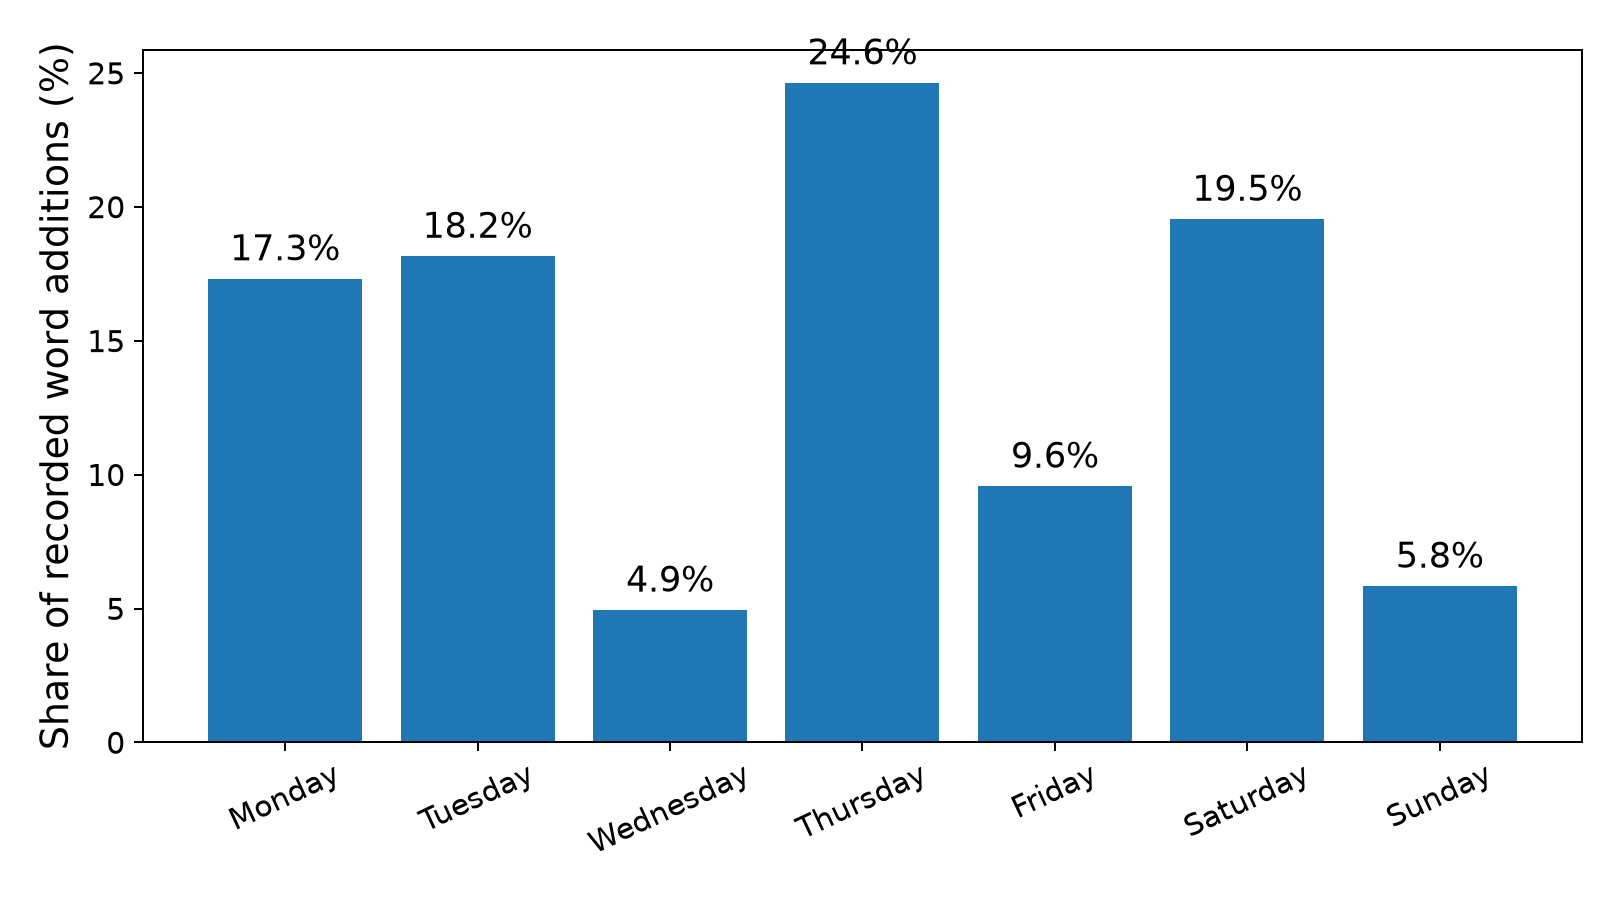 Share of recorded word additions (%)
25
20
15
10
5
0
17.3%
18.2%
4.9%
24.6%
9.6%
19.5%
5.8%
Monday
Tuesday
Wednesday
Thursday
Friday
Saturday
Sunday